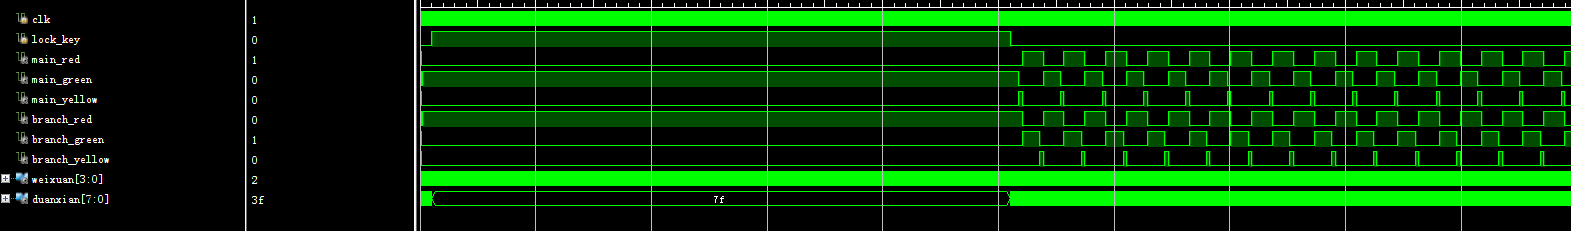 clk 1
lock_key 0
main_red 1
main_green 0
main_yellow 0
branch_red 0
branch_green 1
branch_yellow 0
weixuan[3:0] 2
duanxian[7:0] 3f 7f